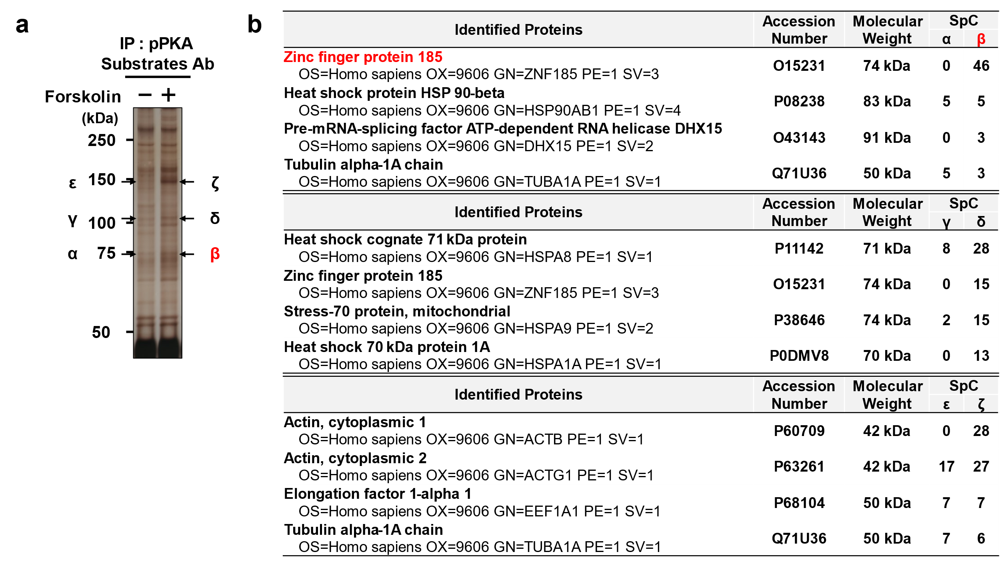 a
IP : pPKA
Substrates Ab
Forskolin − +
(kDa)
250
ε 150 ζ
γ 100 δ
α 75 β
50
b
Identified Proteins Accession Number Molecular Weight SpC α β
Zinc finger protein 185
OS=Homo sapiens OX=9606 GN=ZNF185 PE=1 SV=3 O15231 74 kDa 0 46
Heat shock protein HSP 90-beta
OS=Homo sapiens OX=9606 GN=HSP90AB1 PE=1 SV=4 P08238 83 kDa 5 5
Pre-mRNA-splicing factor ATP-dependent RNA helicase DHX15
OS=Homo sapiens OX=9606 GN=DHX15 PE=1 SV=2 O43143 91 kDa 0 3
Tubulin alpha-1A chain
OS=Homo sapiens OX=9606 GN=TUBA1A PE=1 SV=1 Q71U36 50 kDa 5 3
Identified Proteins Accession Number Molecular Weight SpC γ δ
Heat shock cognate 71 kDa protein
OS=Homo sapiens OX=9606 GN=HSPA8 PE=1 SV=1 P11142 71 kDa 8 28
Zinc finger protein 185
OS=Homo sapiens OX=9606 GN=ZNF185 PE=1 SV=3 O15231 74 kDa 0 15
Stress-70 protein, mitochondrial
OS=Homo sapiens OX=9606 GN=HSPA9 PE=1 SV=2 P38646 74 kDa 2 15
Heat shock 70 kDa protein 1A
OS=Homo sapiens OX=9606 GN=HSPA1A PE=1 SV=1 P0DMV8 70 kDa 0 13
Identified Proteins Accession Number Molecular Weight SpC ε ζ
Actin, cytoplasmic 1
OS=Homo sapiens OX=9606 GN=ACTB PE=1 SV=1 P60709 42 kDa 0 28
Actin, cytoplasmic 2
OS=Homo sapiens OX=9606 GN=ACTG1 PE=1 SV=1 P63261 42 kDa 17 27
Elongation factor 1-alpha 1
OS=Homo sapiens OX=9606 GN=EEF1A1 PE=1 SV=1 P68104 50 kDa 7 7
Tubulin alpha-1A chain
OS=Homo sapiens OX=9606 GN=TUBA1A PE=1 SV=1 Q71U36 50 kDa 7 6